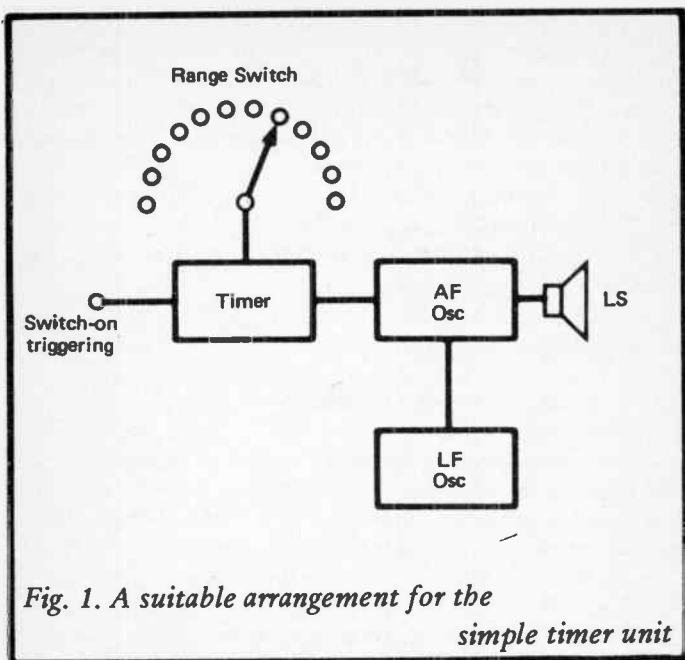 Range Switch
Switch-on
triggering
Timer
AF
Osc
LS
LF
Osc
Fig. 1. A suitable arrangement for the
simple timer unit